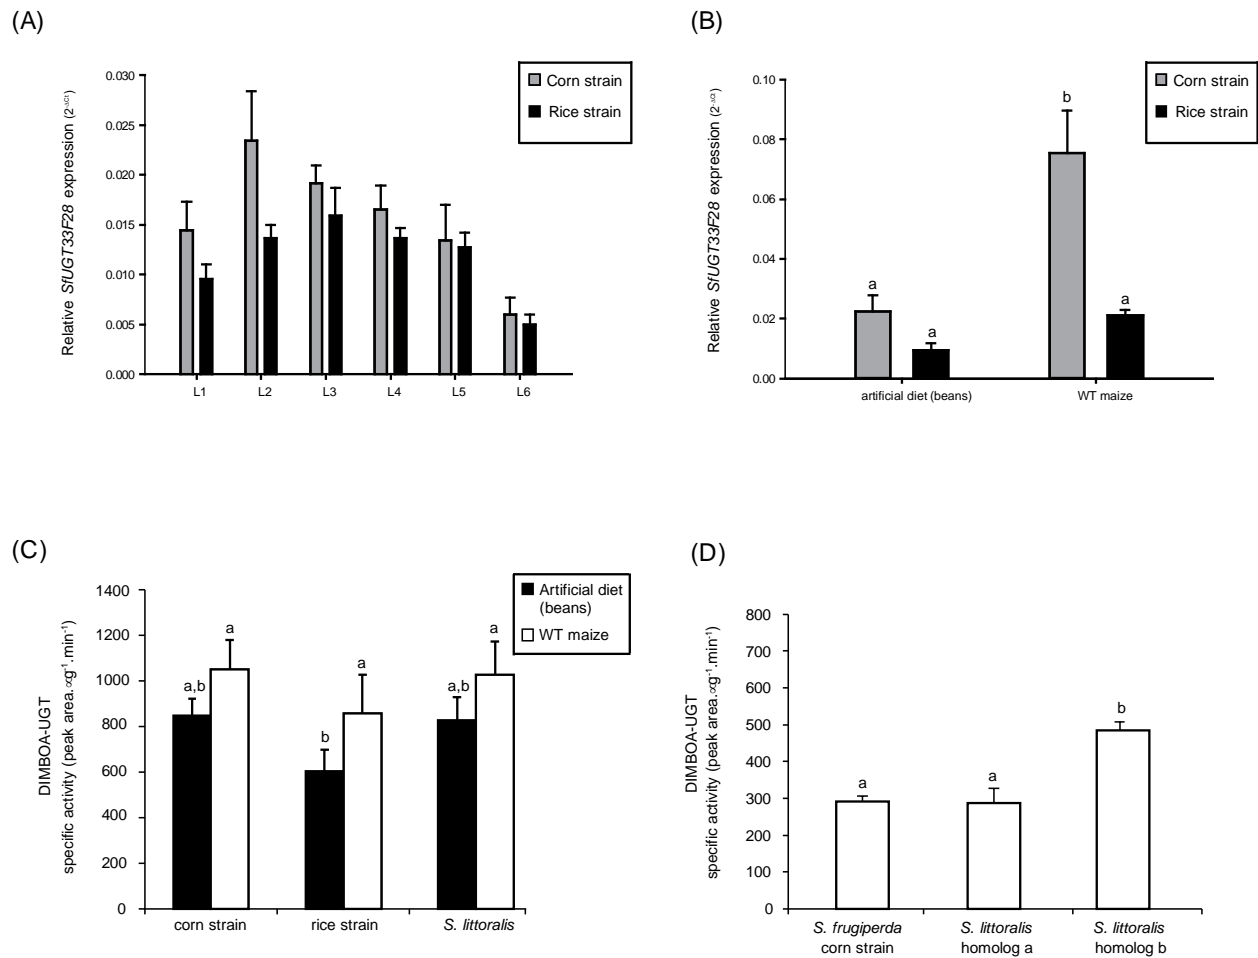 (A)
Relative SfUGT33F28 expression (2-ΔCt)
0.030
0.025
0.020
0.015
0.010
0.005
0.000
L1
L2
L3
L4
L5
L6
Corn strain
Rice strain
(B)
Relative SfUGT33F28 expression (2-ΔCt)
0.10
0.08
0.06
0.04
0.02
0.00
a
a
b
a
artificial diet (beans)
WT maize
Corn strain
Rice strain
(C)
DIMBOA-UGT
specific activity (peak area.∝g-1.min-1)
1400
1200
1000
800
600
400
200
0
a,b
a
b
a
a,b
a
corn strain
rice strain
S. littoralis
Artificial diet
(beans)
WT maize
(D)
DIMBOA-UGT
specific activity (peak area.∝g-1.min-1)
800
700
600
500
400
300
200
100
0
a
a
b
S. frugiperda
corn strain
S. littoralis
homolog a
S. littoralis
homolog b